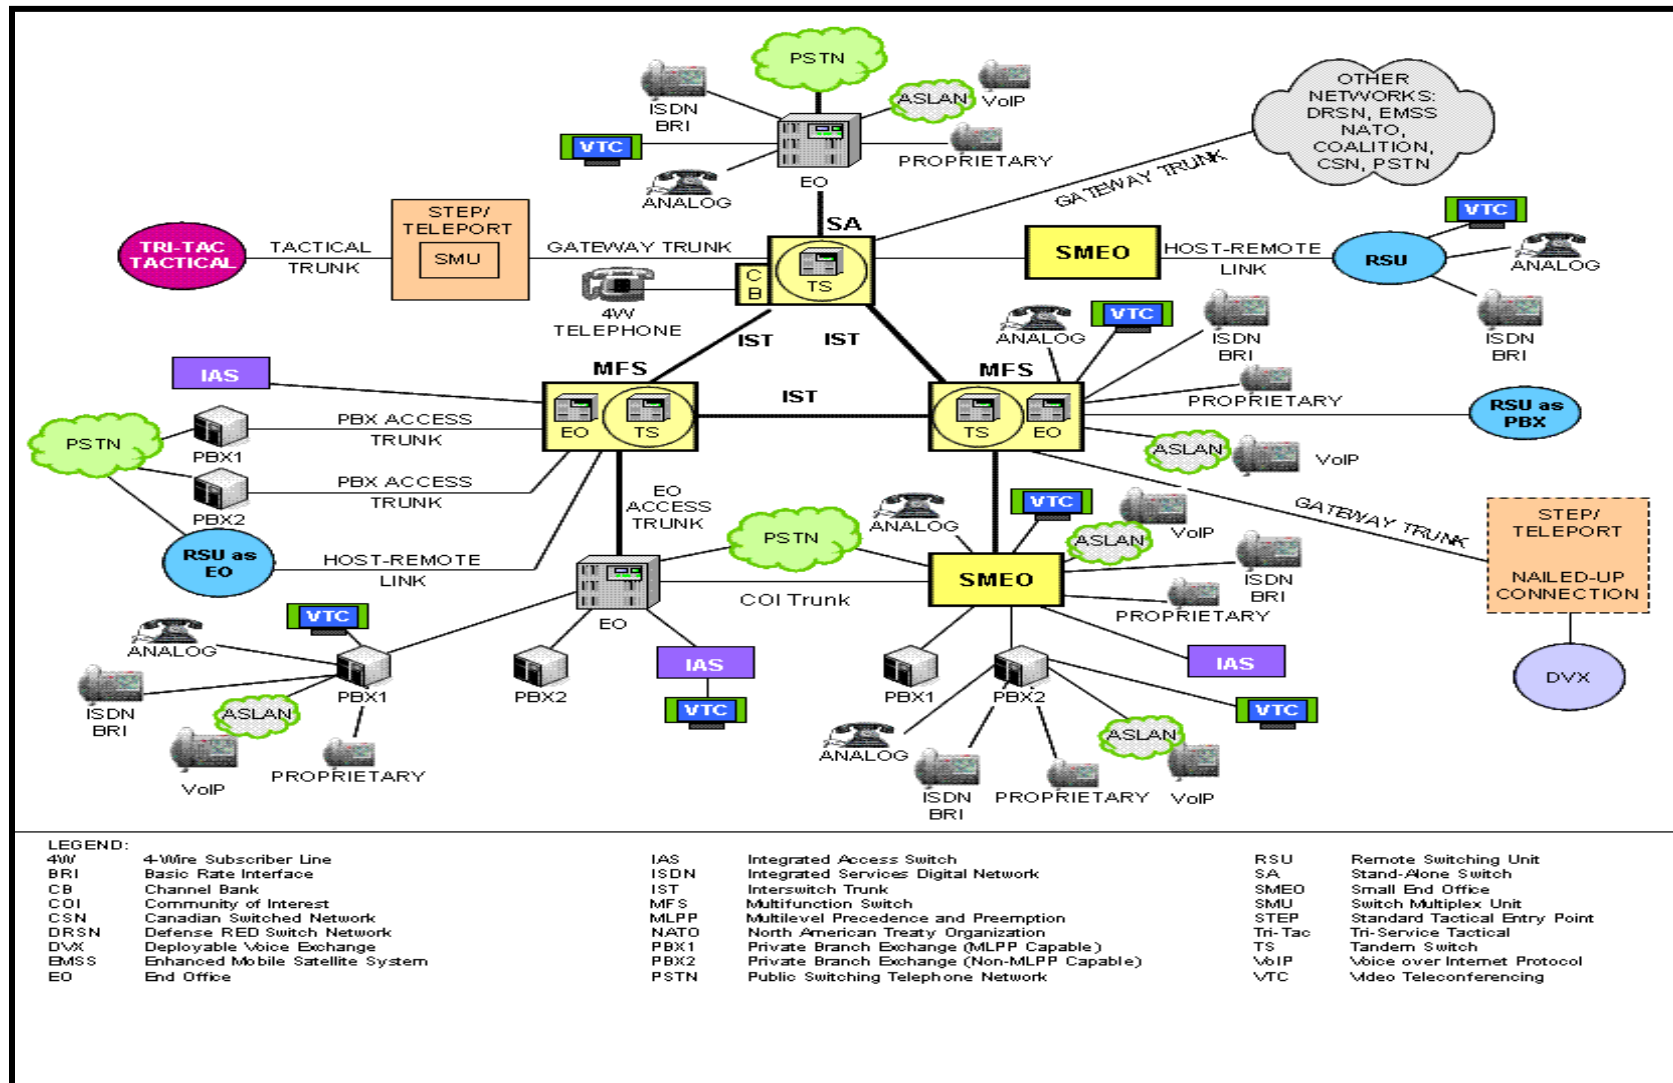 PSTN
ISDN
BRI
ASLAN
VoIP
VTC
PROPRIETARY
ANALOG
EO
OTHER
NETWORKS:
DRSN, EMSS
NATO,
COALITION,
CSN, PSTN
GATEWAY TRUNK
SA
TRI-TAC
TACTICAL
TACTICAL
TRUNK
STEP/
TELEPORT
SMU
GATEWAY TRUNK
C
B
TS
4W
TELEPHONE
SMEO
HOST-REMOTE
LINK
RSU
VTC
ANALOG
ISDN
BRI
IST
IST
IST
MFS
EO
TS
MFS
TS
EO
ANALOG
VTC
ISDN
BRI
PROPRIETARY
RSU as
PBX
ASLAN
VoIP
IAS
PBX ACCESS
TRUNK
PBX1
PSTN
PBX ACCESS
TRUNK
PBX2
RSU as
EO
HOST-REMOTE
LINK
EO
ACCESS
TRUNK
PSTN
COI Trunk
EO
ANALOG
VTC
VoIP
ASLAN
SMEO
ISDN
BRI
PROPRIETARY
GATEWAY TRUNK
STEP/
TELEPORT
NAILED-UP
CONNECTION
DVX
VTC
ANALOG
ISDN
BRI
PBX1
ASLAN
VoIP
PROPRIETARY
PBX2
IAS
VTC
PBX1
PBX2
IAS
VTC
ANALOG
ISDN
BRI
PROPRIETARY
ASLAN
VoIP
LEGEND:
4W 4-Wire Subscriber Line
BRI Basic Rate Interface
CB Channel Bank
COI Community of Interest
CSN Canadian Switched Network
DRSN Defense RED Switch Network
DVX Deployable Voice Exchange
EMSS Enhanced Mobile Satellite System
EO End Office
IAS Integrated Access Switch
ISDN Integrated Services Digital Network
IST Interswitch Trunk
MFS Multifunction Switch
MLPP Multilevel Precedence and Preemption
NATO North American Treaty Organization
PBX1 Private Branch Exchange (MLPP Capable)
PBX2 Private Branch Exchange (Non-MLPP Capable)
PSTN Public Switching Telephone Network
RSU Remote Switching Unit
SA Stand-Alone Switch
SMEO Small End Office
SMU Switch Multiplex Unit
STEP Standard Tactical Entry Point
Tri-Tac Tri-Service Tactical
TS Tandem Switch
VoIP Voice over Internet Protocol
VTC Video Teleconferencing